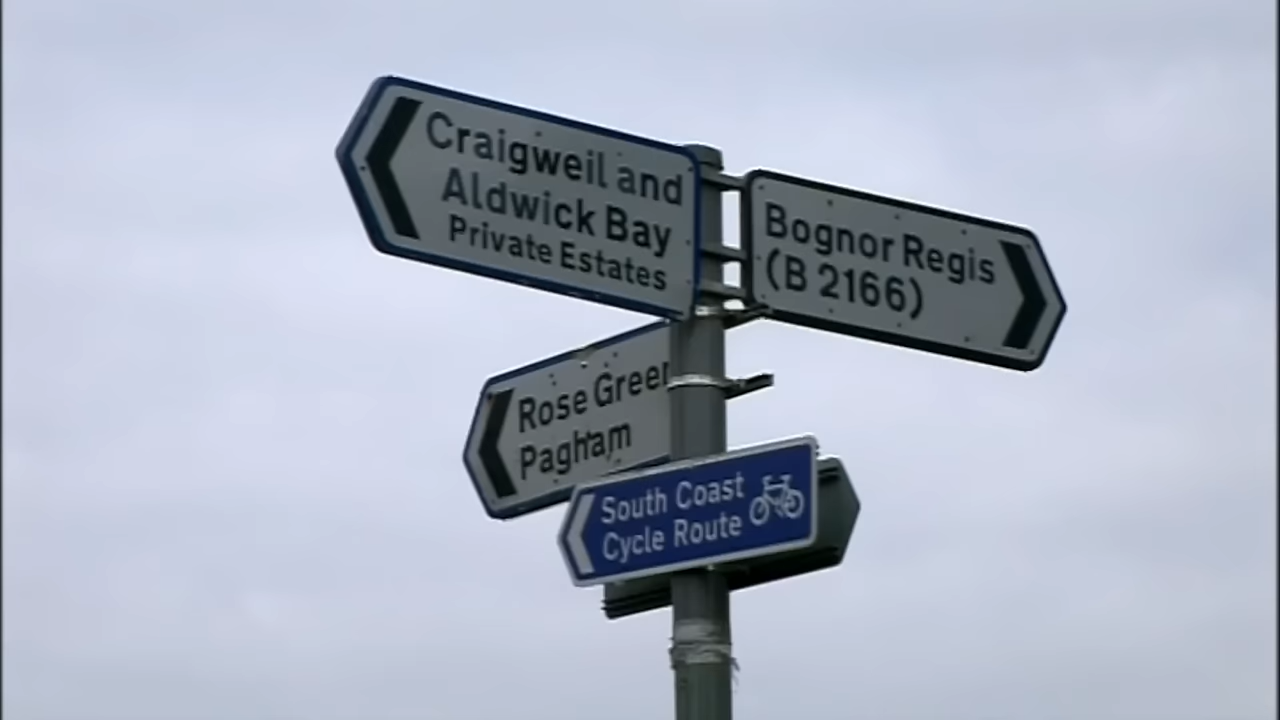 Craigweil and
Aldwick Bay
Private Estates
Bognor Regis
(B 2166)
Rose Green
Pagham
South Coast
Cycle Route